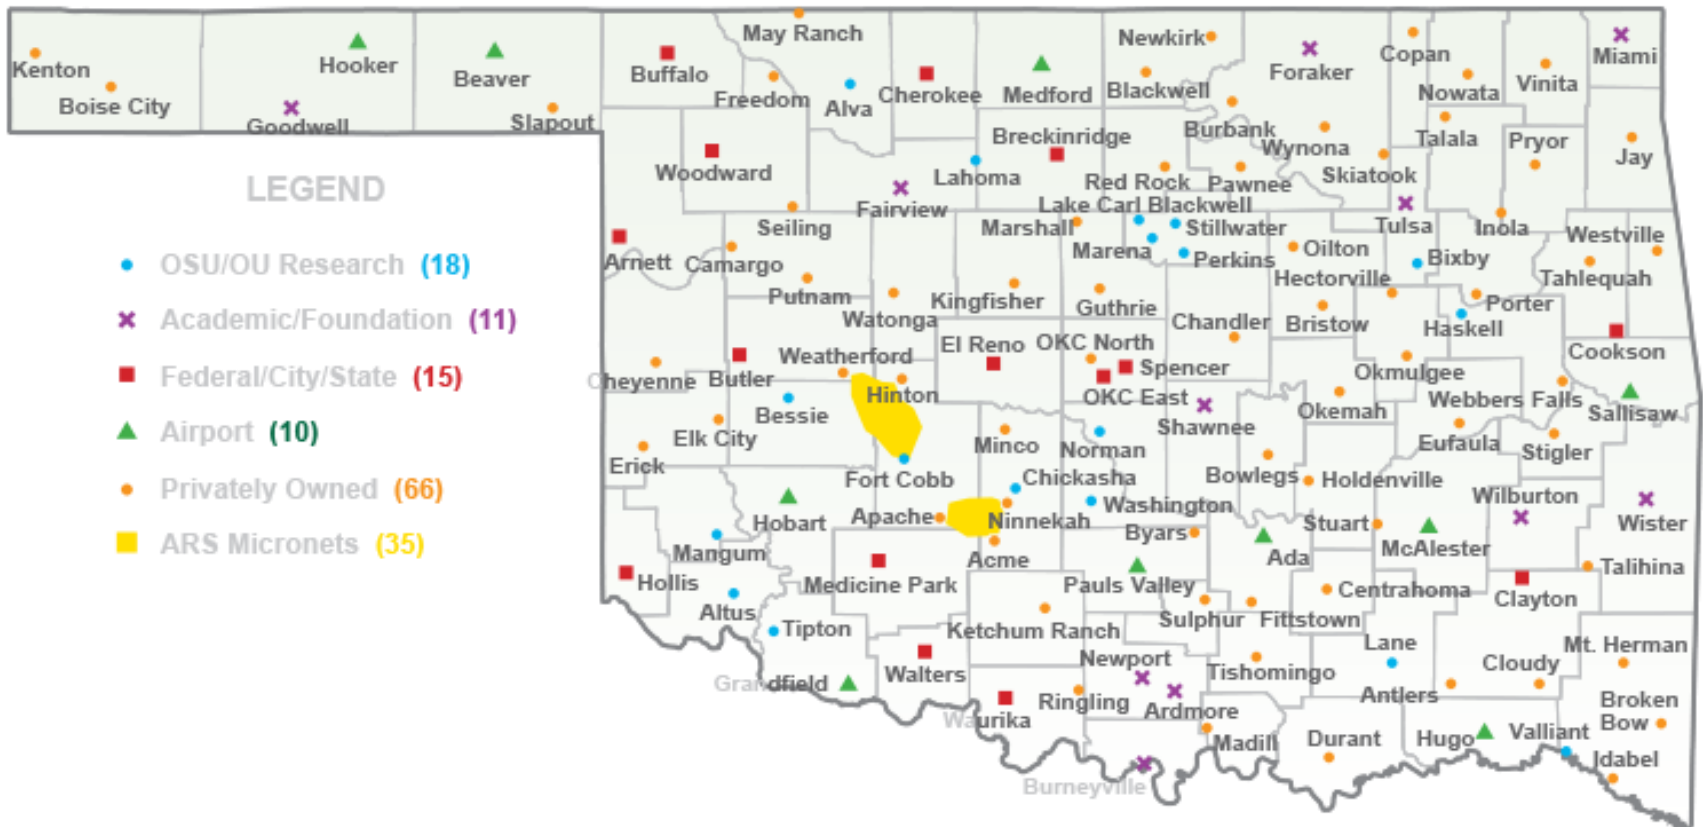 May Ranch
Newkirk
Copan
Miami
Kenton
Hooker
Beaver
Buffalo
Foraker
Vinita
Boise City
Freedom
Alva
Cherokee
Medford
Blackwell
Nowata
Goodwell
Slapout
Breckinridge
Burbank
Wynona
Talala
Pryor
Jay
Woodward
Lahoma
Red Rock
Pawnee
Skiatook
LEGEND
Fairview
Lake Carl Blackwell
Seiling
Marshall
Stillwater
Tulsa
Inola
Westville
Arnett
Camargo
Marena
Perkins
Oilton
Bixby
OSU/OU Research (18)
Hectorville
Tahlequah
Putnam
Kingfisher
Guthrie
Porter
Academic/Foundation (11)
Watonga
Chandler
Bristow
Haskell
Weatherford
El Reno
OKC North
Cookson
Federal/City/State (15)
Cheyenne
Butler
Spencer
Okmulgee
Hinton
OKC East
Webbers Falls
Bessie
Shawnee
Okemah
Sallisaw
Airport (10)
Elk City
Minco
Norman
Eufaula
Stigler
Erick
Fort Cobb
Chickasha
Bowlegs
Holdenville
Privately Owned (66)
Wilburton
Washington
Hobart
Apache
Ninnekah
Stuart
Wister
ARS Micronets (35)
Byars
McAlester
Mangum
Acme
Ada
Talihina
Hollis
Medicine Park
Pauls Valley
Centrahoma
Clayton
Altus
Tipton
Ketchum Ranch
Sulphur
Fittstown
Lane
Mt. Herman
Newport
Cloudy
Walters
Tishomingo
Grandfield
Ringling
Antlers
Broken
Bow
Waurika
Ardmore
Madill
Durant
Hugo
Valliant
Idabel
Burneyville